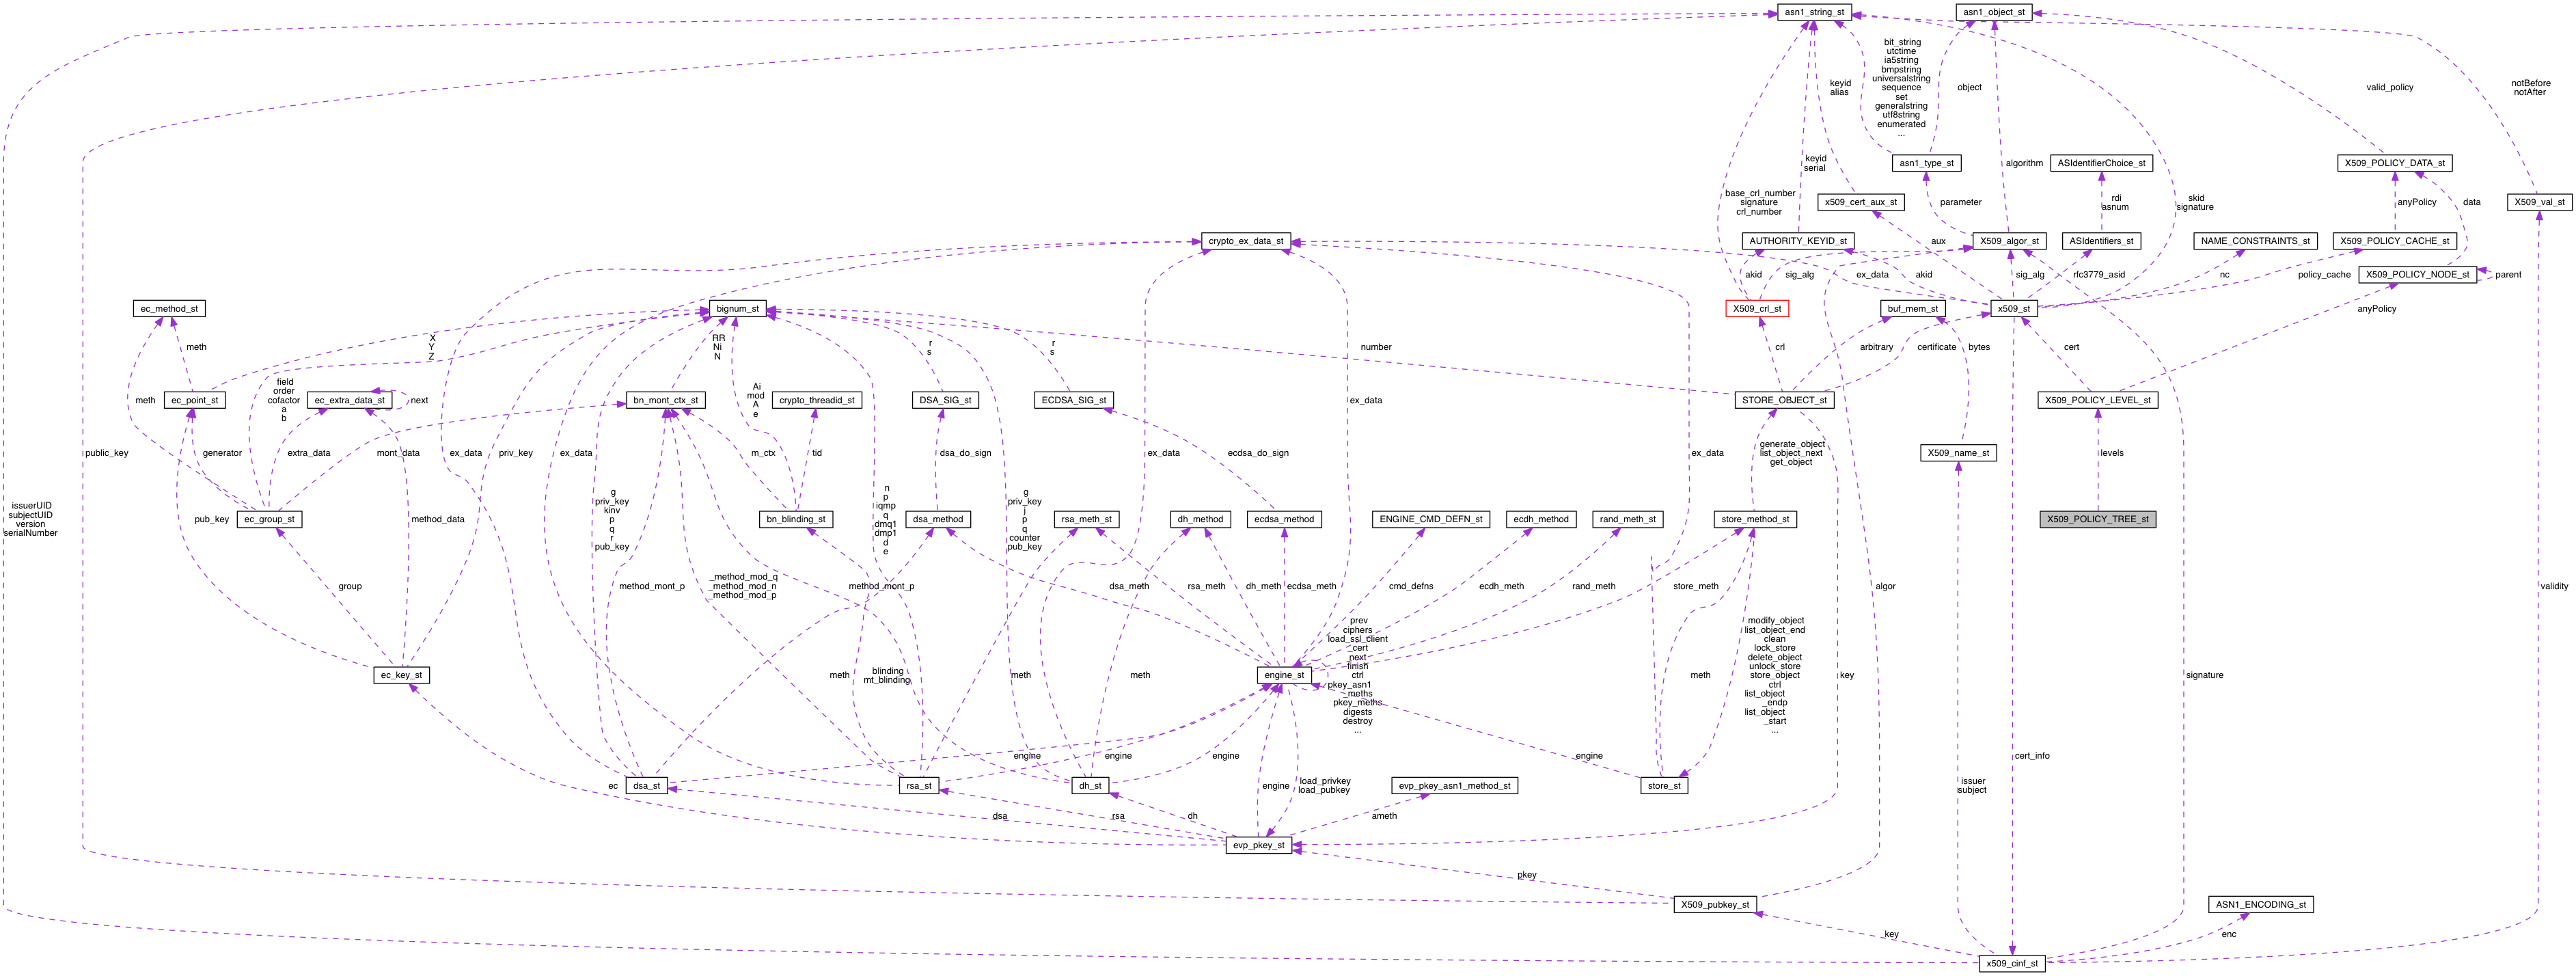 asn1_string_st
asn1_object_st
bit_string
utctime
ia5string
bmpstring
universalstring
sequence
set
generalstring
utf8string
enumerated
...
keyid
alias
object
valid_policy
notBefore
notAfter
keyid
serial
asn1_type_st
algorithm
ASIdentifierChoice_st
X509_POLICY_DATA_st
base_crl_number
signature
crl_number
x509_cert_aux_st
parameter
rdi
asnum
skid
signature
anyPolicy
data
X509_val_st
crypto_ex_data_st
AUTHORITY_KEYID_st
aux
X509_algor_st
ASIdentifiers_st
NAME_CONSTRAINTS_st
X509_POLICY_CACHE_st
akid
sig_alg
ex_data
akid
sig_alg
rfc3779_asid
nc
policy_cache
X509_POLICY_NODE_st
parent
ec_method_st
bignum_st
X509_crl_st
buf_mem_st
x509_st
anyPolicy
meth
X
Y
Z
RR
Ni
N
r
s
r
s
number
crl
arbitrary
certificate
bytes
cert
meth
ec_point_st
field
order
cofactor
a
b
ec_extra_data_st
next
bn_mont_ctx_st
Ai
mod
A
e
crypto_threadid_st
DSA_SIG_st
ECDSA_SIG_st
ex_data
STORE_OBJECT_st
X509_POLICY_LEVEL_st
public_key
generator
extra_data
mont_data
ex_data
priv_key
ex_data
m_ctx
tid
dsa_do_sign
ex_data
ecdsa_do_sign
ex_data
generate_object
list_object_next
get_object
X509_name_st
levels
issuerUID
subjectUID
version
serialNumber
pub_key
ec_group_st
method_data
g
priv_key
kinv
p
q
r
pub_key
bn_blinding_st
n
p
iqmp
q
dmq1
dmp1
d
e
dsa_method
g
priv_key
j
p
q
counter
pub_key
rsa_meth_st
dh_method
ecdsa_method
ENGINE_CMD_DEFN_st
ecdh_method
rand_meth_st
store_method_st
X509_POLICY_TREE_st
group
method_mont_p
_method_mod_q
_method_mod_n
_method_mod_p
method_mont_p
dsa_meth
rsa_meth
dh_meth
ecdsa_meth
cmd_defns
ecdh_meth
rand_meth
store_meth
algor
validity
ec_key_st
meth
blinding
mt_blinding
meth
meth
engine_st
prev
ciphers
load_ssl_client
_cert
next
finish
ctrl
pkey_asn1
_meths
pkey_meths
digests
destroy
...
meth
modify_object
list_object_end
clean
lock_store
delete_object
unlock_store
store_object
ctrl
list_object
_endp
list_object
_start
...
key
signature
engine
engine
engine
engine
cert_info
ec
dsa_st
rsa_st
dh_st
engine
load_privkey
load_pubkey
evp_pkey_asn1_method_st
store_st
issuer
subject
dsa
rsa
dh
ameth
evp_pkey_st
pkey
X509_pubkey_st
ASN1_ENCODING_st
key
enc
x509_cinf_st